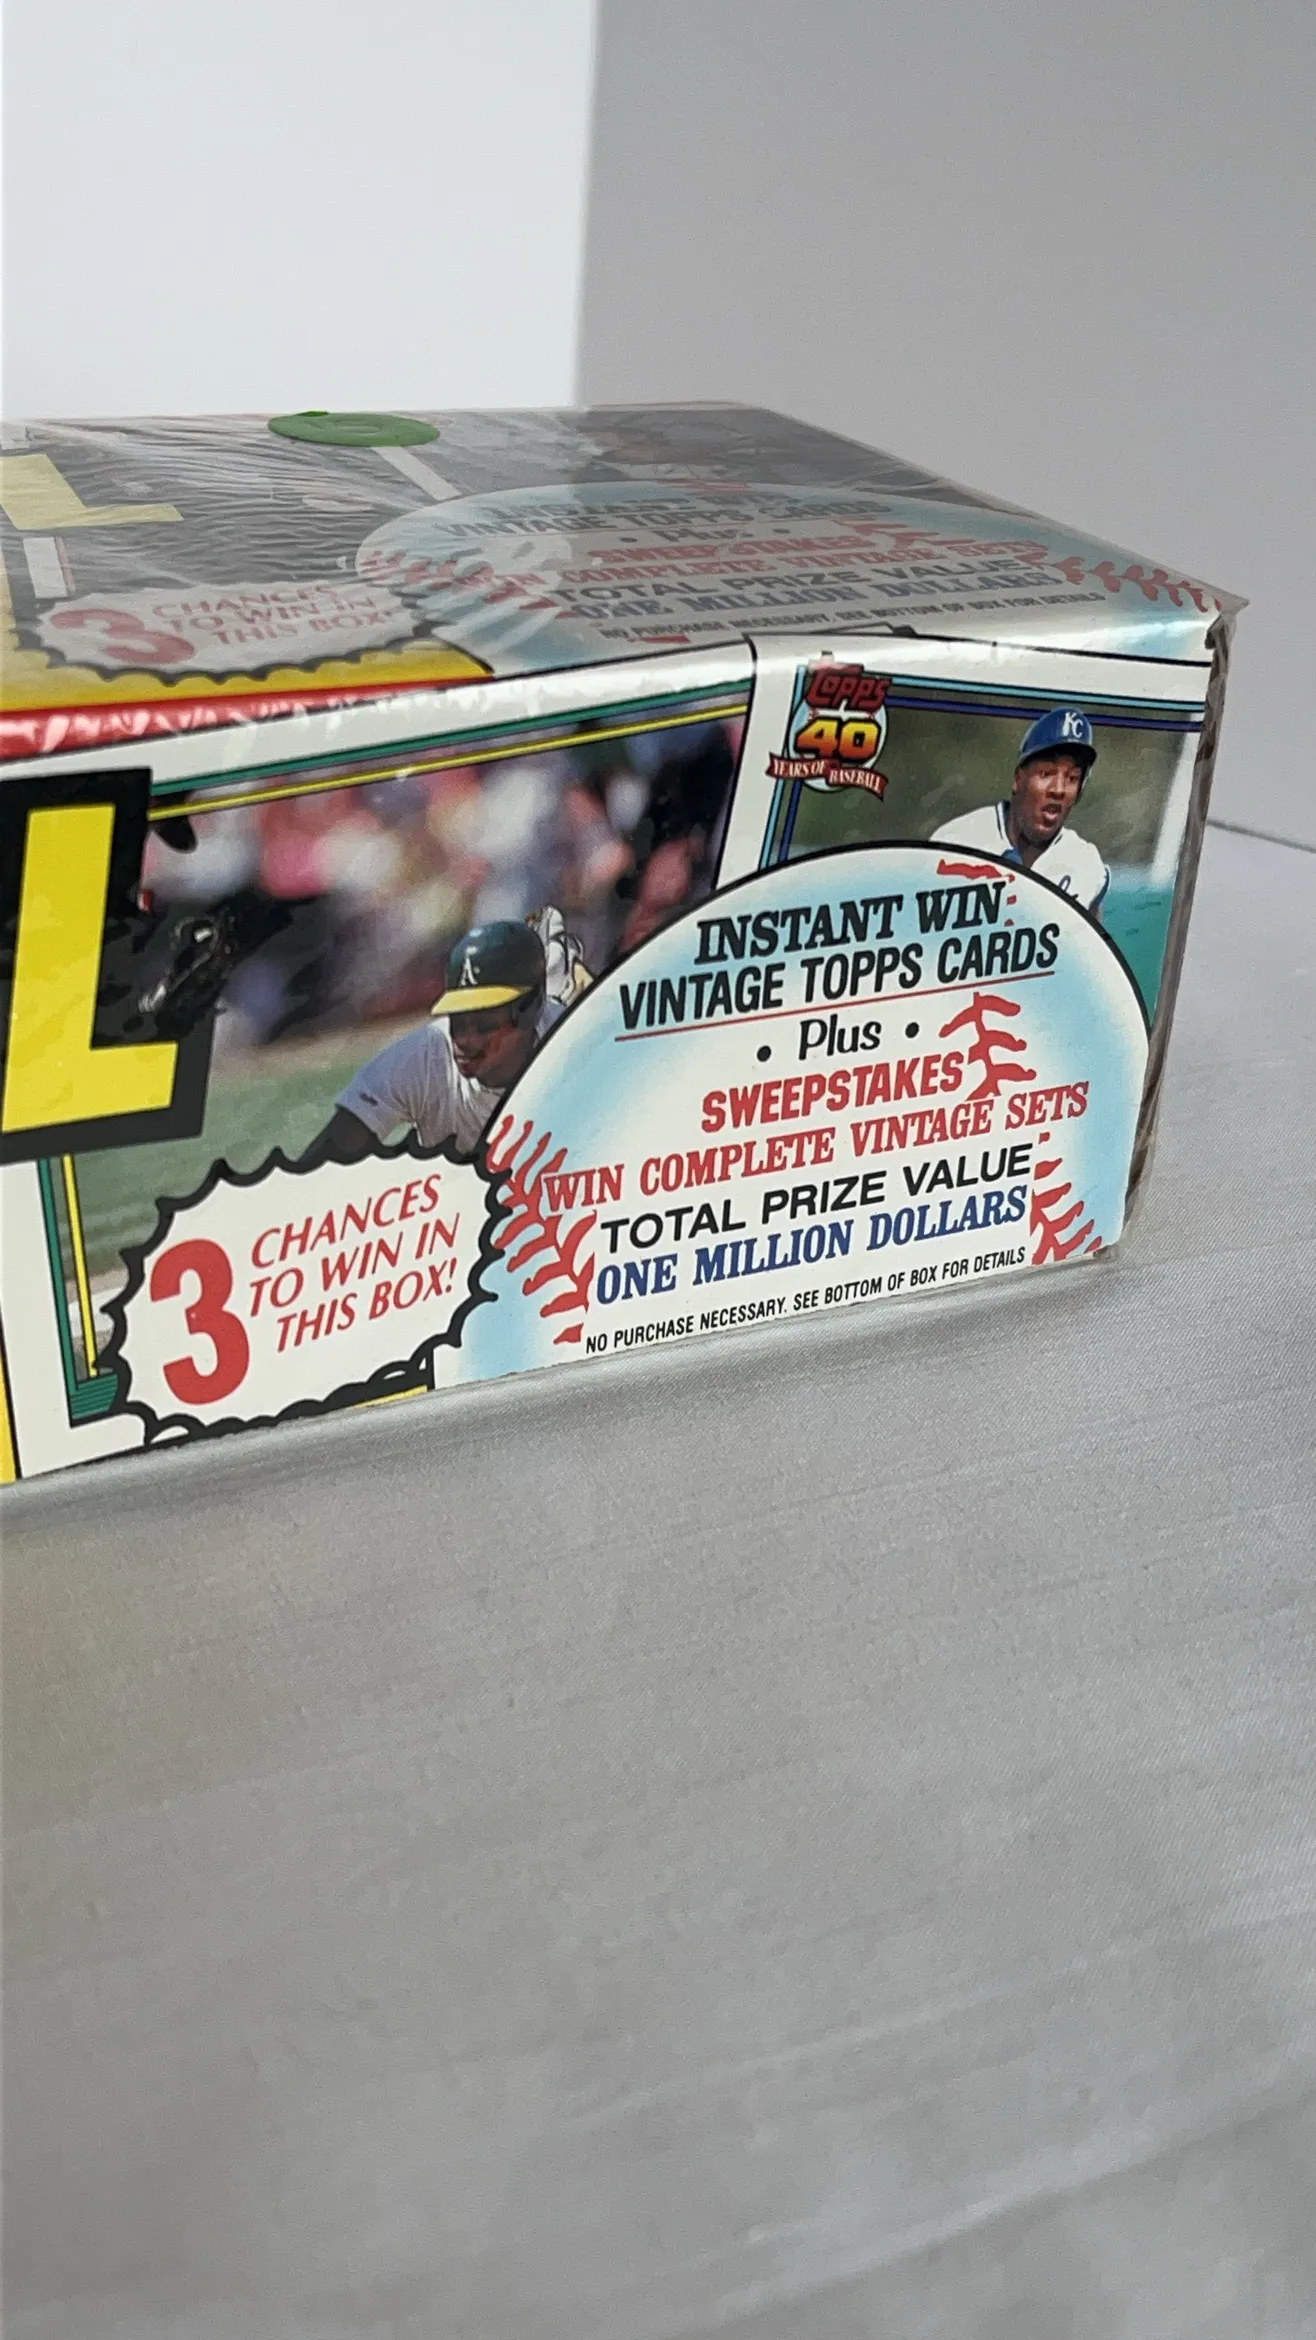 INSTANT WIN
VINTAGE TOPPS CARDS
• Plus •
SWEEPSTAKES
WIN COMPLETE VINTAGE SETS
TOTAL PRIZE VALUE
ONE MILLION DOLLARS
NO PURCHASE NECESSARY. SEE BOTTOM OF BOX FOR DETAILS
3 CHANCES
TO WIN IN
THIS BOX!
L
Topps
40
YEARS OF BASEBALL
KC
A
L
3 CHANCES
TO WIN IN
THIS BOX!
INSTANT WIN
VINTAGE TOPPS CARDS
• Plus •
SWEEPSTAKES
WIN COMPLETE VINTAGE SETS
TOTAL PRIZE VALUE
ONE MILLION DOLLARS
NO PURCHASE NECESSARY. SEE BOTTOM OF BOX FOR DETAILS